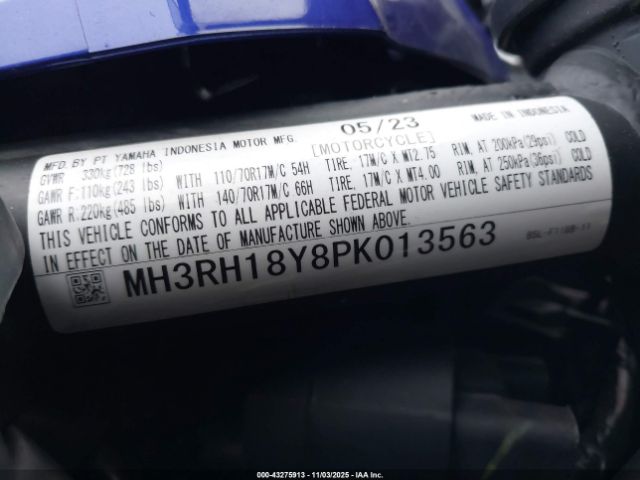 MFD. BY PT YAMAHA INDONESIA MOTOR MFG. 05/23 MADE IN INDONESIA
GVWR 330kg(728 lbs) [MOTORCYCLE]
GAWR F:110kg(243 lbs) WITH 110/70R17M/C 54H TIRE, 17M/C X MT2.75 RIM, AT 200kPa(29psi) COLD
GAWR R:220kg(485 lbs) WITH 140/70R17M/C 66H TIRE, 17M/C X MT4.00 RIM, AT 250kPa(36psi) COLD
THIS VEHICLE CONFORMS TO ALL APPLICABLE FEDERAL MOTOR VEHICLE SAFETY STANDARDS
IN EFFECT ON THE DATE OF MANUFACTURE SHOWN ABOVE.
MH3RH18Y8PK013563
000-43275913 - 11/03/2025 - IAAI.COM